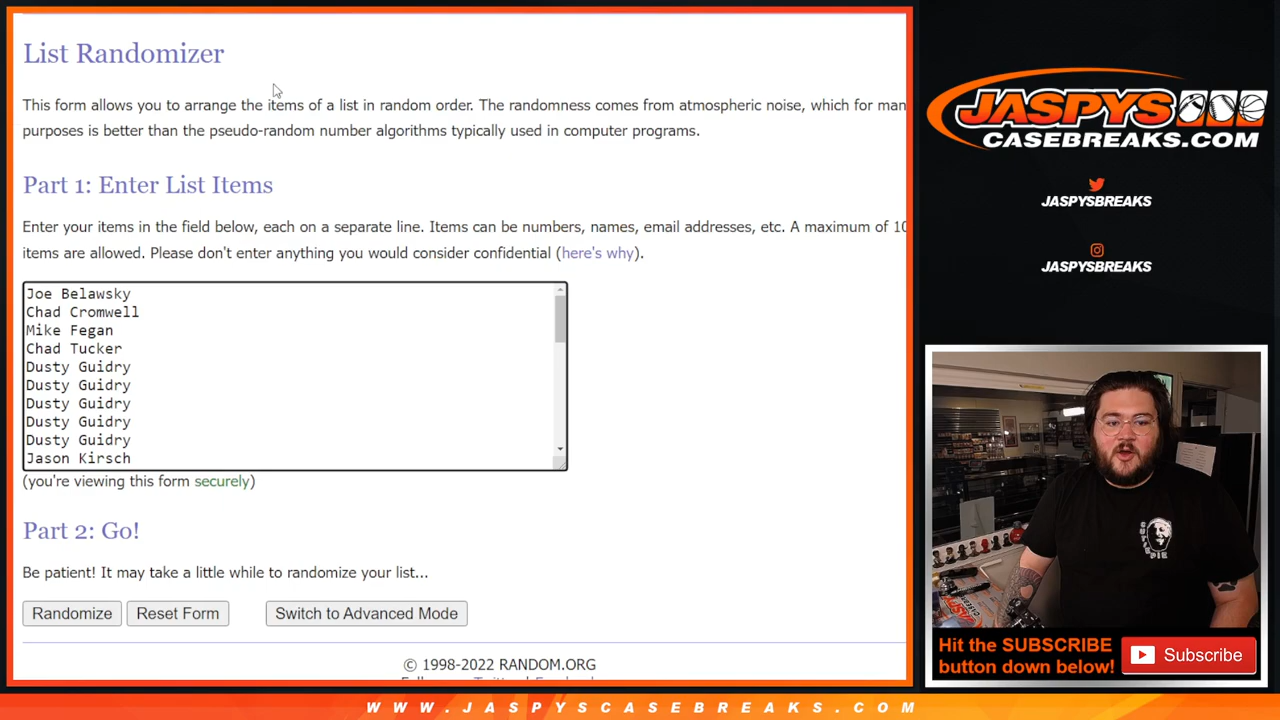 List Randomizer
This form allows you to arrange the items of a list in random order. The randomness comes from atmospheric noise, which for man
purposes is better than the pseudo-random number algorithms typically used in computer programs.
Part 1: Enter List Items
Enter your items in the field below, each on a separate line. Items can be numbers, names, email addresses, etc. A maximum of 10
items are allowed. Please don't enter anything you would consider confidential (here's why).
Joe Belawsky
Chad Cromwell
Mike Fegan
Chad Tucker
Dusty Guidry
Dusty Guidry
Dusty Guidry
Dusty Guidry
Dusty Guidry
Jason Kirsch
(you're viewing this form securely)
Part 2: Go!
Be patient! It may take a little while to randomize your list...
Randomize
Reset Form
Switch to Advanced Mode
© 1998-2022 RANDOM.ORG
JASPYS
CASEBREAKS.COM
JASPYSBREAKS
JASPYSBREAKS
CUTIE
PIE
Hit the SUBSCRIBE
button down below!
Subscribe
WWW.JASPYSCASEBREAKS.COM